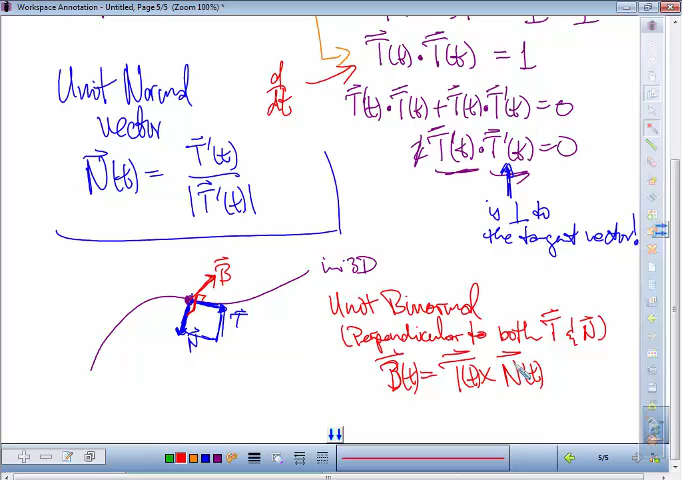 Workspace Annotation - Untitled, Page 5/5 (Zoom 100%) *
T⃗(t)·T⃗(t) = 1
d/dt
T⃗(t)·T⃗'(t)+T⃗(t)·T⃗'(t)=0
2T⃗(t)·T⃗'(t)=0
is ⊥ to
the tangent vector!
Unit Normal
vector
N⃗(t) = T⃗'(t)/|T⃗'(t)|
in 3D
B⃗
T⃗
N⃗
Unit Binormal
(Perpendicular to both T⃗ & N⃗)
B⃗(t)= T⃗(t)× N⃗(t)
5/5